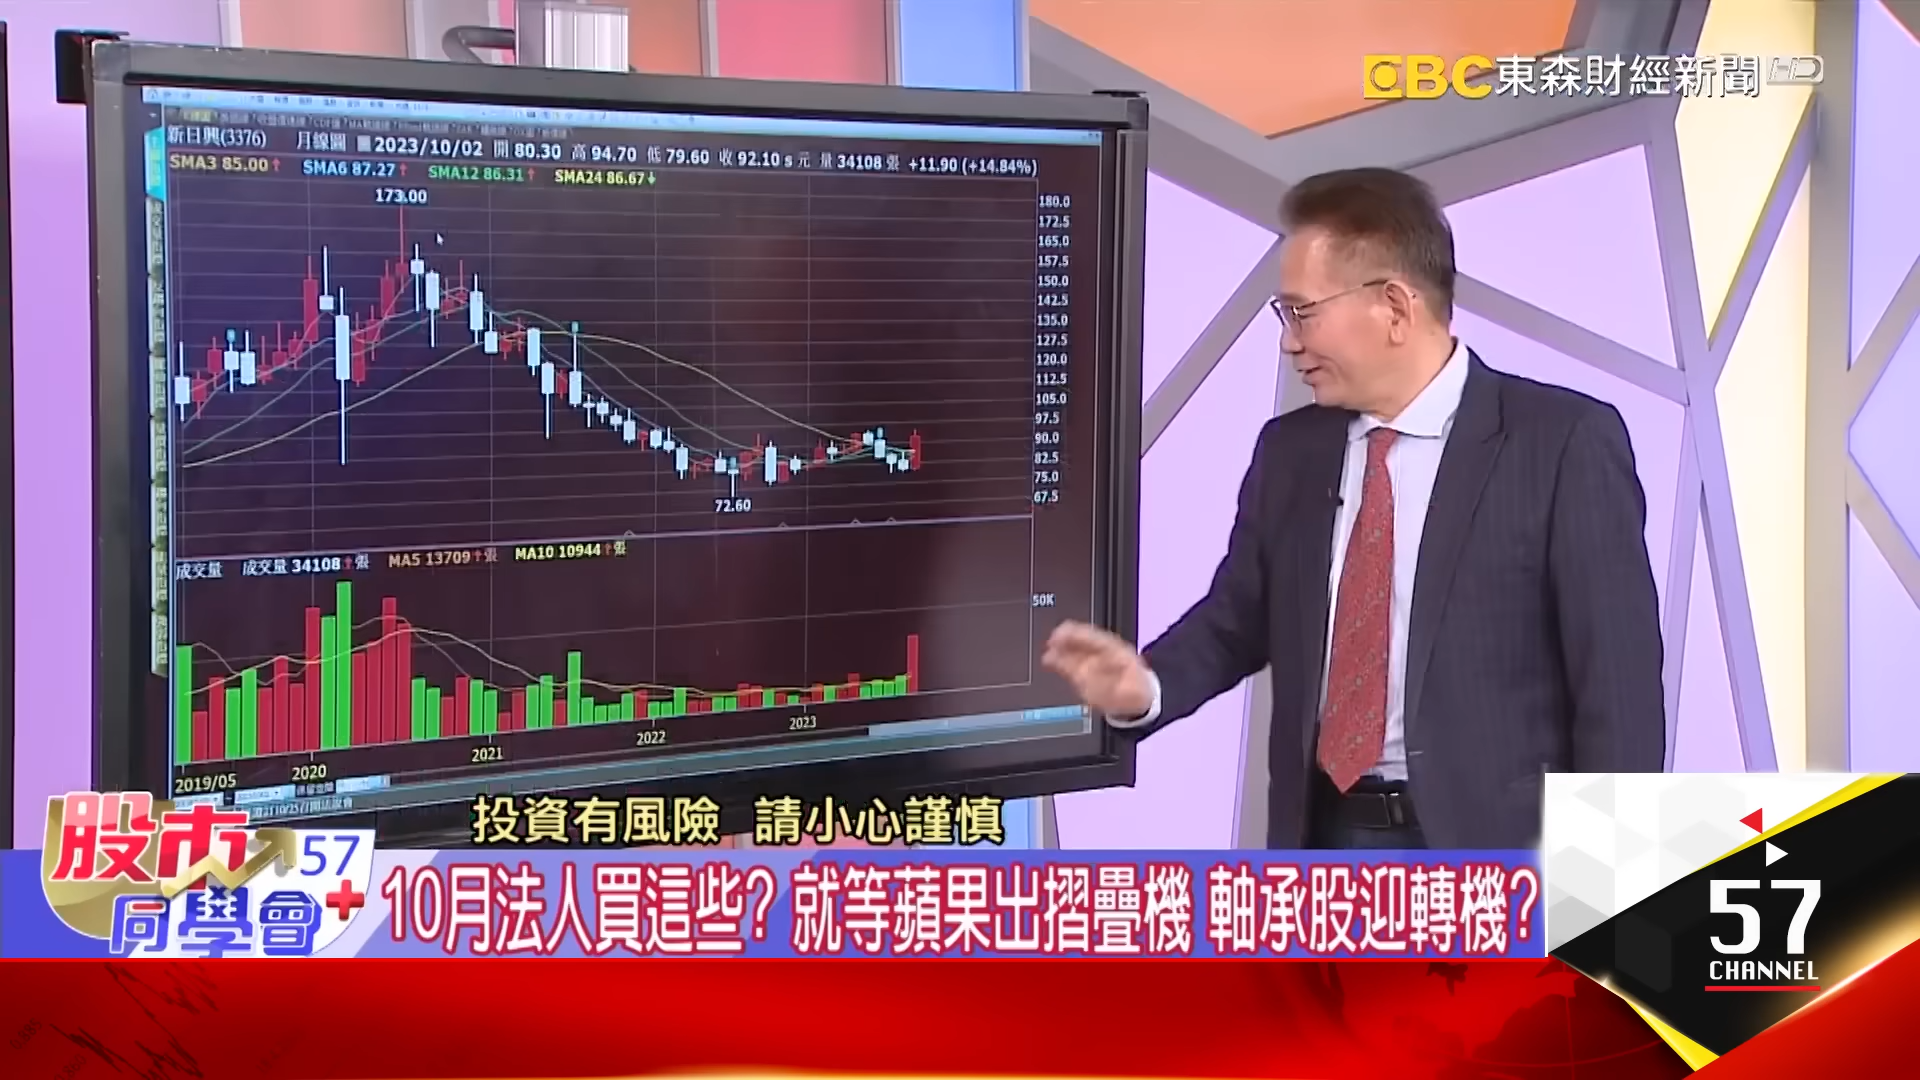 EBC東森財經新聞HD
新日興(3376) 月線圖 2023/10/02 開 80.30 高 94.70 低 79.60 收 92.10 s 元 量 34108 張 +11.90 (+14.84%)
SMA3 85.00↑ SMA6 87.27↑ SMA12 86.31↑ SMA24 86.67↓
173.00
180.0
172.5
165.0
157.5
150.0
142.5
135.0
127.5
120.0
112.5
105.0
97.5
90.0
82.5
75.0
67.5
72.60
成交量 成交量 34108↑張 MA5 13709↑張 MA10 10944↑張
50K
2019/05 2020 2021 2022 2023
投資有風險 請小心謹慎
股市
57
同學會+
10月法人買這些? 就等蘋果出摺疊機 軸承股迎轉機?
57
CHANNEL